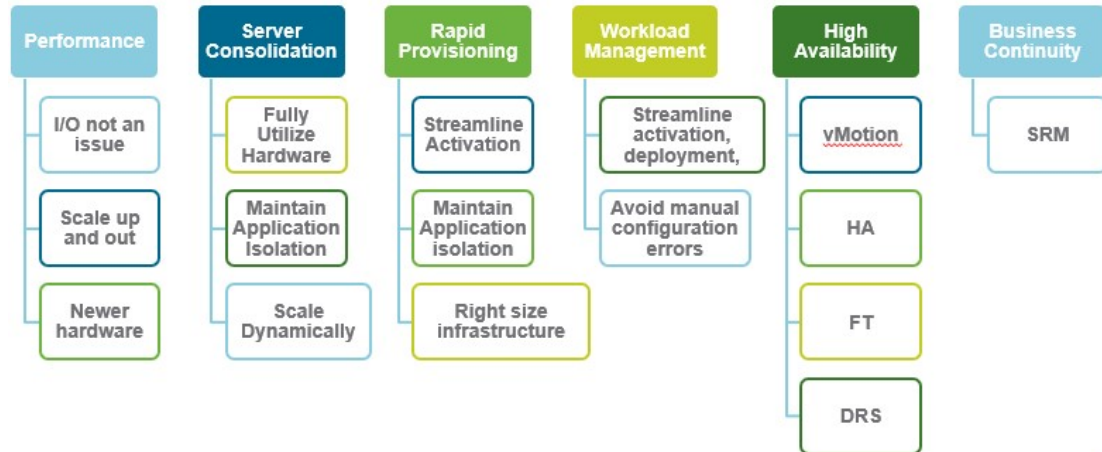 Performance
I/O not an
issue
Scale up
and out
Newer
hardware
Server
Consolidation
Fully
Utilize
Hardware
Maintain
Application
Isolation
Scale
Dynamically
Rapid
Provisioning
Streamline
Activation
Maintain
Application
isolation
Right size
infrastructure
Workload
Management
Streamline
activation,
deployment,
Avoid manual
configuration
errors
High
Availability
vMotion
HA
FT
DRS
Business
Continuity
SRM